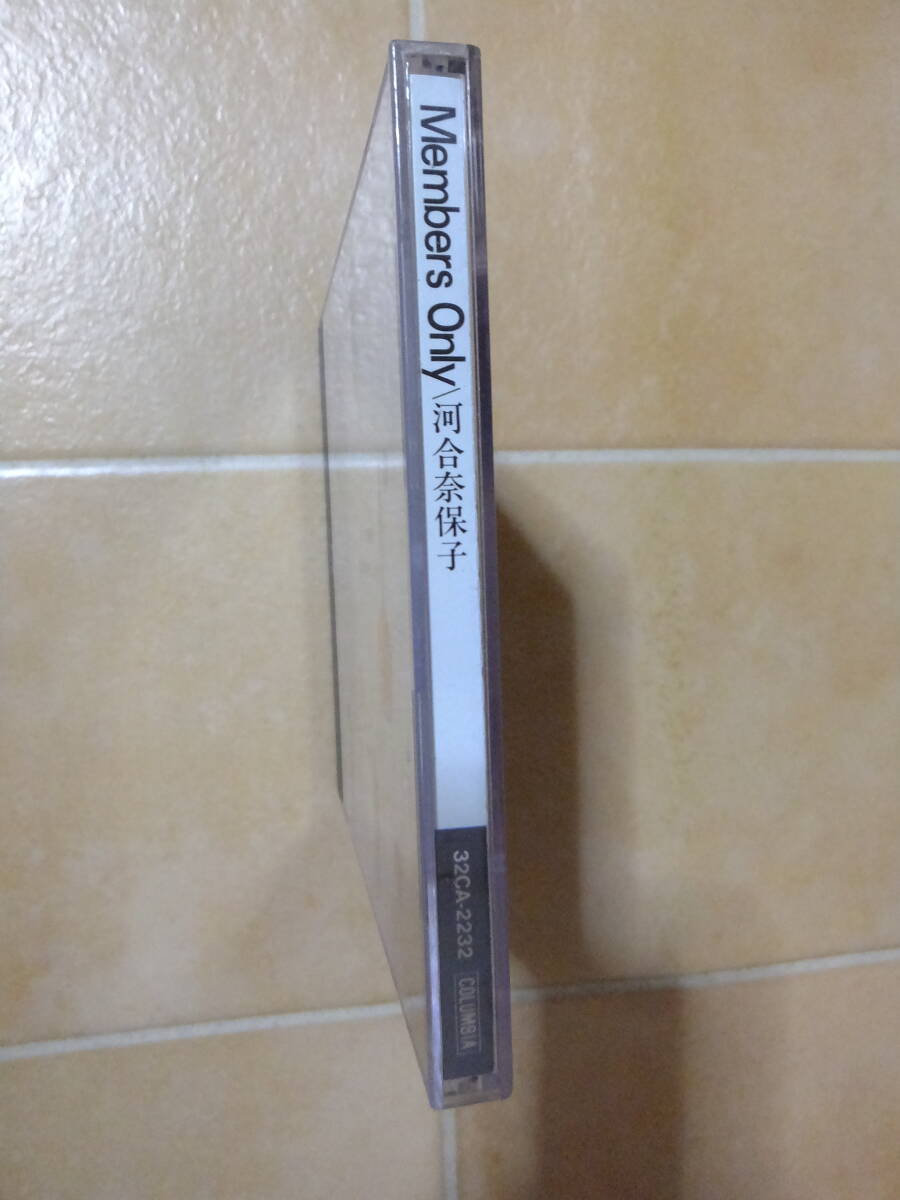 Members Only\河合奈保子
32CA-2232 COLUMBIA